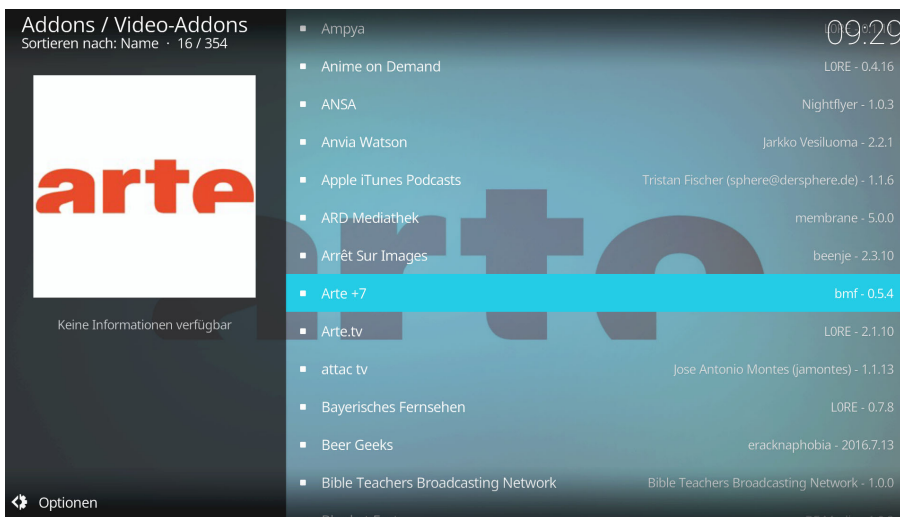 Addons / Video-Addons
Sortieren nach: Name · 16 / 354
09:29
arte
Keine Informationen verfügbar
Optionen
Ampya
Anime on Demand L0RE - 0.4.16
ANSA Nightflyer - 1.0.3
Anvia Watson Jarkko Vesiluoma - 2.2.1
Apple iTunes Podcasts Tristan Fischer (sphere@dersphere.de) - 1.1.6
ARD Mediathek membrane - 5.0.0
Arrêt Sur Images beenje - 2.3.10
Arte +7 bmf - 0.5.4
Arte.tv L0RE - 2.1.10
attac tv Jose Antonio Montes (jamontes) - 1.1.13
Bayerisches Fernsehen L0RE - 0.7.8
Beer Geeks eracknaphobia - 2016.7.13
Bible Teachers Broadcasting Network Bible Teachers Broadcasting Network - 1.0.0
arte